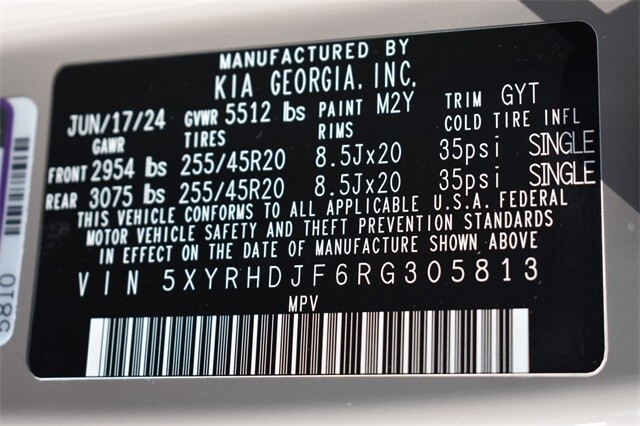 MANUFACTURED BY
KIA GEORGIA, INC.
JUN/17/24 GVWR 5512 lbs PAINT M2Y TRIM GYT
GAWR TIRES RIMS COLD TIRE INFL
FRONT 2954 lbs 255/45R20 8.5Jx20 35psi SINGLE
REAR 3075 lbs 255/45R20 8.5Jx20 35psi SINGLE
THIS VEHICLE CONFORMS TO ALL APPLICABLE U.S.A. FEDERAL
MOTOR VEHICLE SAFETY AND THEFT PREVENTION STANDARDS
IN EFFECT ON THE DATE OF MANUFACTURE SHOWN ABOVE
VIN 5XYRHDJF6RG305813
MPV
5810